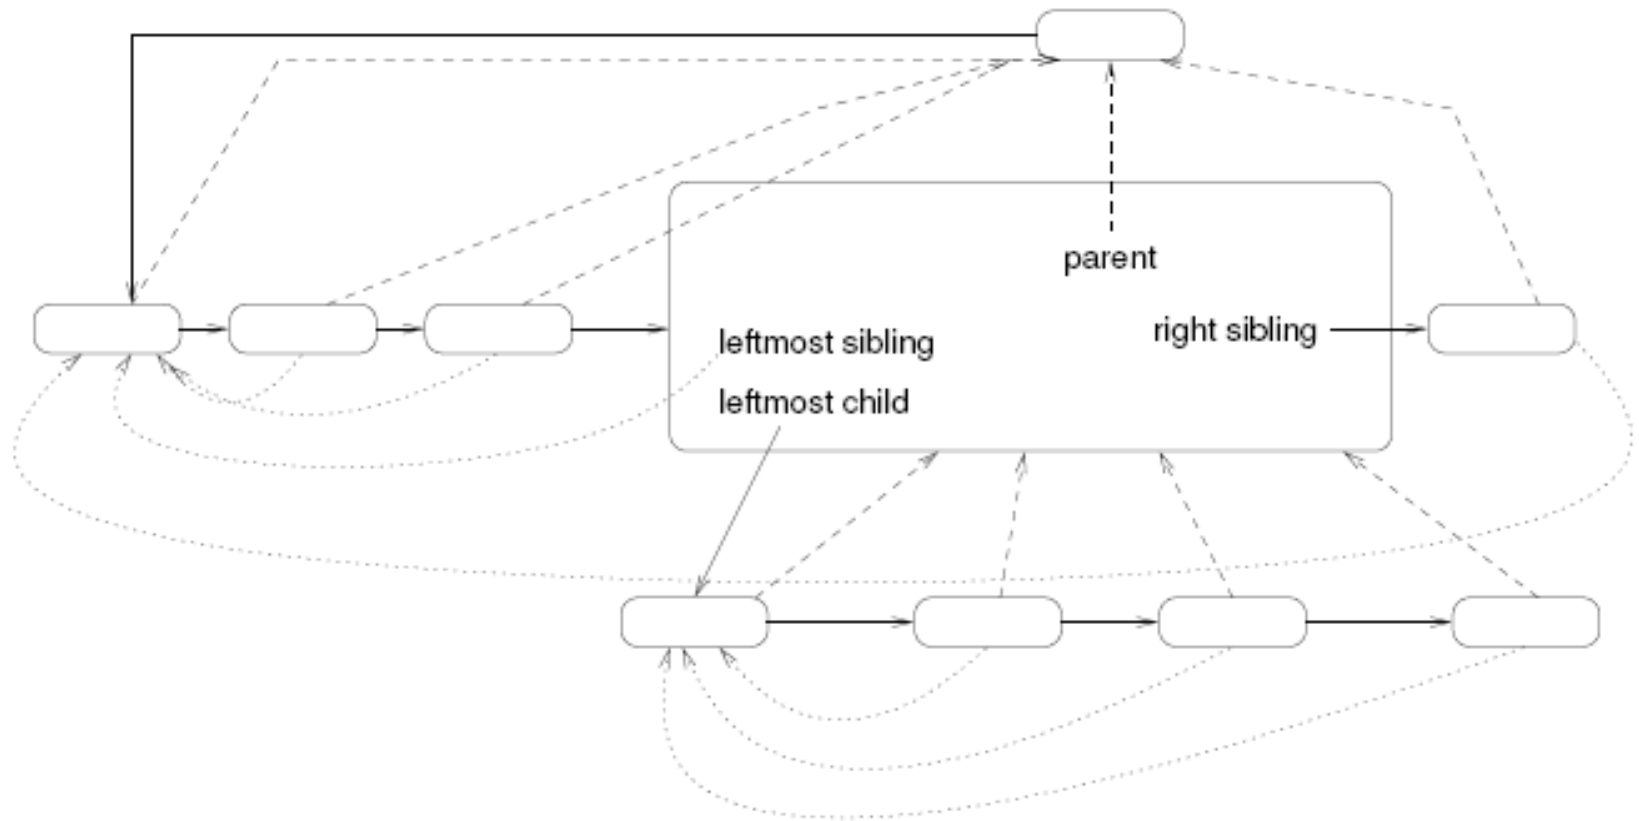 parent
right sibling
leftmost sibling
leftmost child